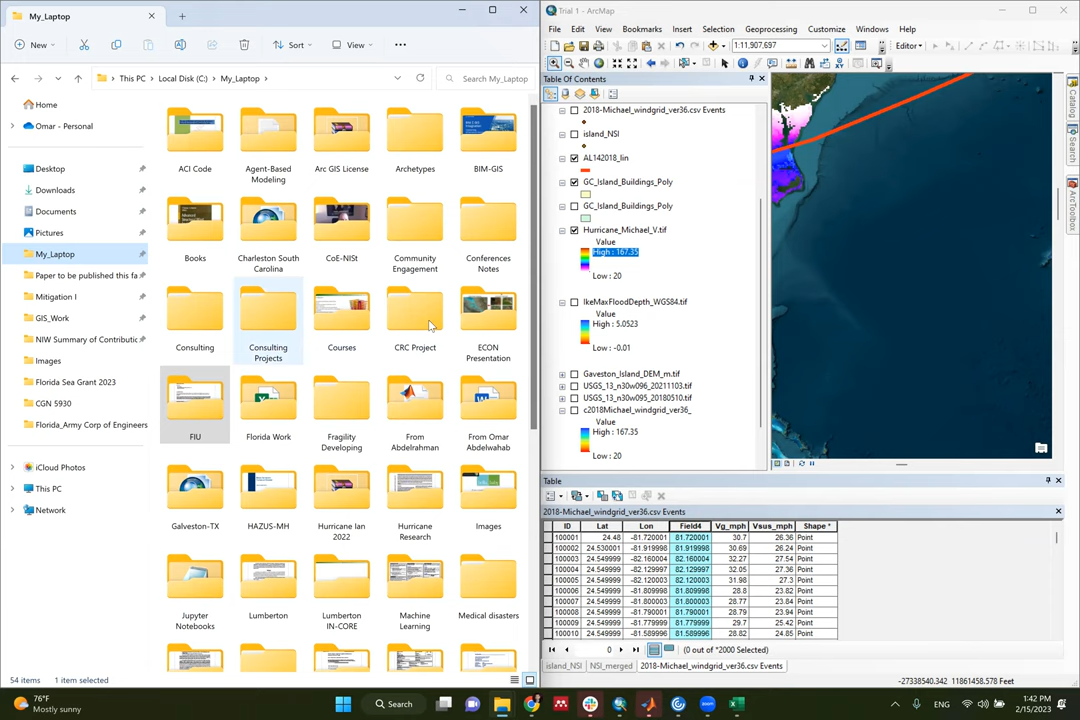 My_Laptop
New
Sort
View
This PC > Local Disk (C:) > My_Laptop >
Search My_Laptop
Home
Omar - Personal
Desktop
Downloads
Documents
Pictures
My_Laptop
Paper to be published this fa
Mitigation I
GIS_Work
NIW Summary of Contributic
Images
Florida Sea Grant 2023
CGN 5930
Florida_Army Corp of Engineers
iCloud Photos
This PC
Network
ACI Code
Agent-Based Modeling
Arc GIS License
Archetypes
BIM-GIS
Books
Charleston South Carolina
CoE-NISt
Community Engagement
Conferences Notes
Consulting
Consulting Projects
Courses
CRC Project
ECON Presentation
FIU
Florida Work
Fragility Developing
From Abdelrahman
From Omar Abdelwahab
Galveston-TX
HAZUS-MH
Hurricane Ian 2022
Hurricane Research
Images
Jupyter Notebooks
Lumberton
Lumberton IN-CORE
Machine Learning
Medical disasters
54 items 1 item selected
Trial 1 - ArcMap
File Edit View Bookmarks Insert Selection Geoprocessing Customize Windows Help
1:11,907,697
Editor
Table Of Contents
2018-Michael_windgrid_ver36.csv Events
island_NSI
AL142018_lin
GC_Island_Buildings_Poly
GC_Island_Buildings_Poly
Hurricane_Michael_V.tif
Value
High : 167.35
Low : 20
IkeMaxFloodDepth_WGS84.tif
Value
High : 5.0523
Low : -0.01
Gaveston_Island_DEM_m.tif
USGS_13_n30w096_20211103.tif
USGS_13_n30w095_20180510.tif
c2018Michael_windgrid_ver36_
Value
High : 167.35
Low : 20
Catalog
Search
ArcToolbox
Table
2018-Michael_windgrid_ver36.csv Events
ID Lat Lon Field4 Vg_mph Vsus_mph Shape *
100001 24.48 -81.720001 81.720001 30.7 26.36 Point
100002 24.530001 -81.919998 81.919998 30.69 26.24 Point
100003 24.549999 -82.160004 82.160004 32.27 27.54 Point
100004 24.549999 -82.129997 82.129997 32.05 27.36 Point
100005 24.549999 -82.120003 82.120003 31.98 27.3 Point
100006 24.549999 -81.809998 81.809998 28.8 23.82 Point
100007 24.549999 -81.800003 81.800003 28.77 23.84 Point
100008 24.549999 -81.790001 81.790001 28.79 23.94 Point
100009 24.549999 -81.779999 81.779999 29.7 25.42 Point
100010 24.549999 -81.589996 81.589996 28.82 24.85 Point
0 (0 out of *2000 Selected)
island_NSI NSI_merged 2018-Michael_windgrid_ver36.csv Events
-27338540.342 11861458.578 Feet
76°F
Mostly sunny
Search
ENG
1:42 PM
2/15/2023